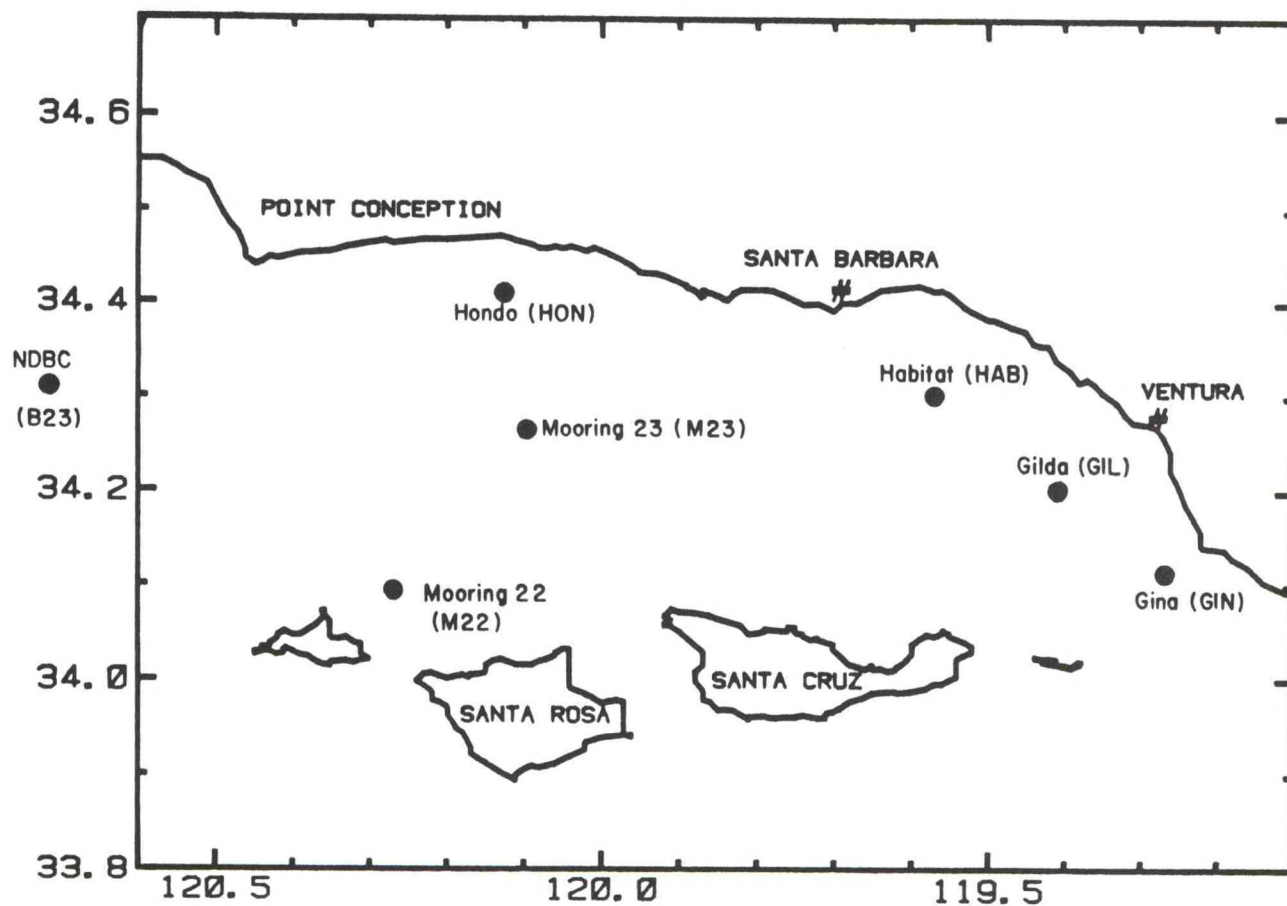 34.6
POINT CONCEPTION
SANTA BARBARA
34.4
Hondo (HON)
NDBC
(B23)
Habitat (HAB)
VENTURA
Mooring 23 (M23)
Gilda (GIL)
34.2
Mooring 22
(M22)
Gina (GIN)
34.0
SANTA CRUZ
SANTA ROSA
33.8
120.5
120.0
119.5